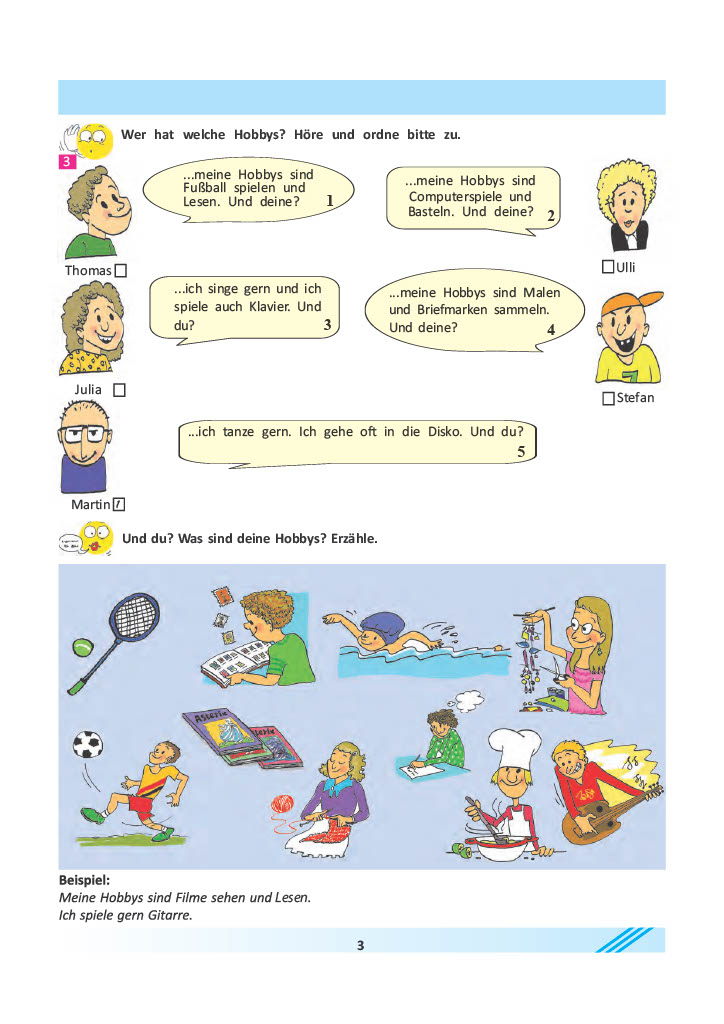 Wer hat welche Hobbys? Höre und ordne bitte zu.
3
...meine Hobbys sind
Fußball spielen und
Lesen. Und deine? 1
...meine Hobbys sind
Computerspiele und
Basteln. Und deine? 2
Thomas
Ulli
...ich singe gern und ich
spiele auch Klavier. Und
du? 3
...meine Hobbys sind Malen
und Briefmarken sammeln.
Und deine? 4
7
Julia
Stefan
...ich tanze gern. Ich gehe oft in die Disko. Und du?
5
Martin 1
Und du? Was sind deine Hobbys? Erzähle.
Asterix
Beispiel:
Meine Hobbys sind Filme sehen und Lesen.
Ich spiele gern Gitarre.
3